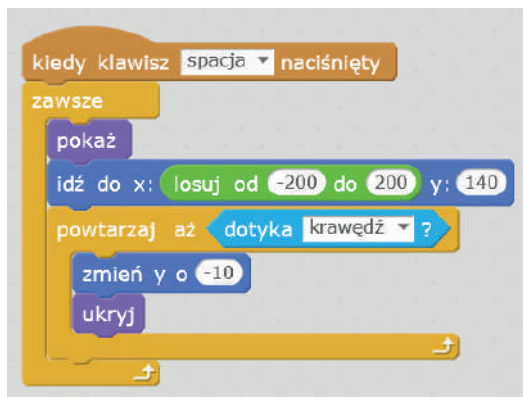 kiedy klawisz spacja naciśnięty
zawsze
pokaż
idź do x: losuj od -200 do 200 y: 140
powtarzaj aż dotyka krawędź ?
zmień y o -10
ukryj